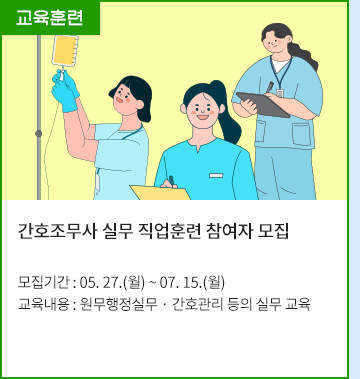 교육훈련
간호조무사 실무 직업훈련 참여자 모집
모집기간 : 05. 27.(월) ~ 07. 15.(월)
교육내용 : 원무행정실무 · 간호관리 등의 실무 교육